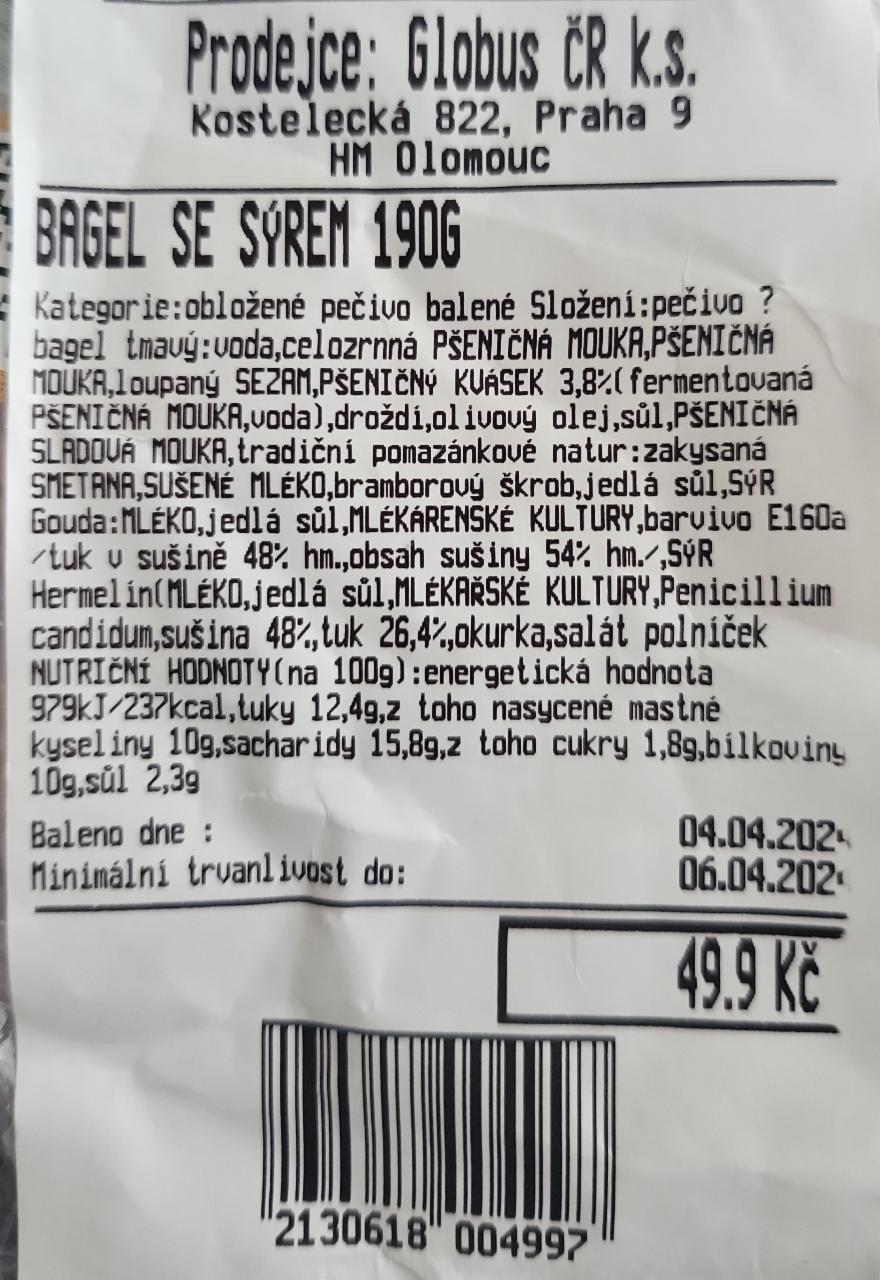 Prodejce: Globus ČR k.s.
Kostelecká 822, Praha 9
HM Olomouc
BAGEL SE SÝREM 190G
Kategorie:obložené pečivo balené Složení:pečivo ?
bagel tmavý:voda,celozrnná PŠENIČNÁ MOUKA,PŠENIČNÁ
MOUKA,loupaný SEZAM,PŠENIČNÝ KVÁSEK 3,8%(fermentovaná
PŠENIČNÁ MOUKA,voda),droždí,olivový olej,sůl,PŠENIČNÁ
SLADOVÁ MOUKA,tradiční pomazánkové natur:zakysaná
SMETANA,SUŠENÉ MLÉKO,bramborový škrob,jedlá sůl,SÝR
Gouda:MLÉKO,jedlá sůl,MLÉKÁRENSKÉ KULTURY,barvivo E160a
/tuk v sušině 48% hm.,obsah sušiny 54% hm./,SÝR
Hermelín(MLÉKO,jedlá sůl,MLÉKAŘSKÉ KULTURY,Penicillium
candidum,sušina 48%,tuk 26,4%,okurka,salát polníček
NUTRIČNÍ HODNOTY(na 100g):energetická hodnota
979kJ/237kcal,tuky 12,4g,z toho nasycené mastné
kyseliny 10g,sacharidy 15,8g,z toho cukry 1,8g,bílkoviny
10g,sůl 2,3g
Baleno dne : 04.04.202
Minimální trvanlivost do: 06.04.202
49.9 Kč
2130618 004997